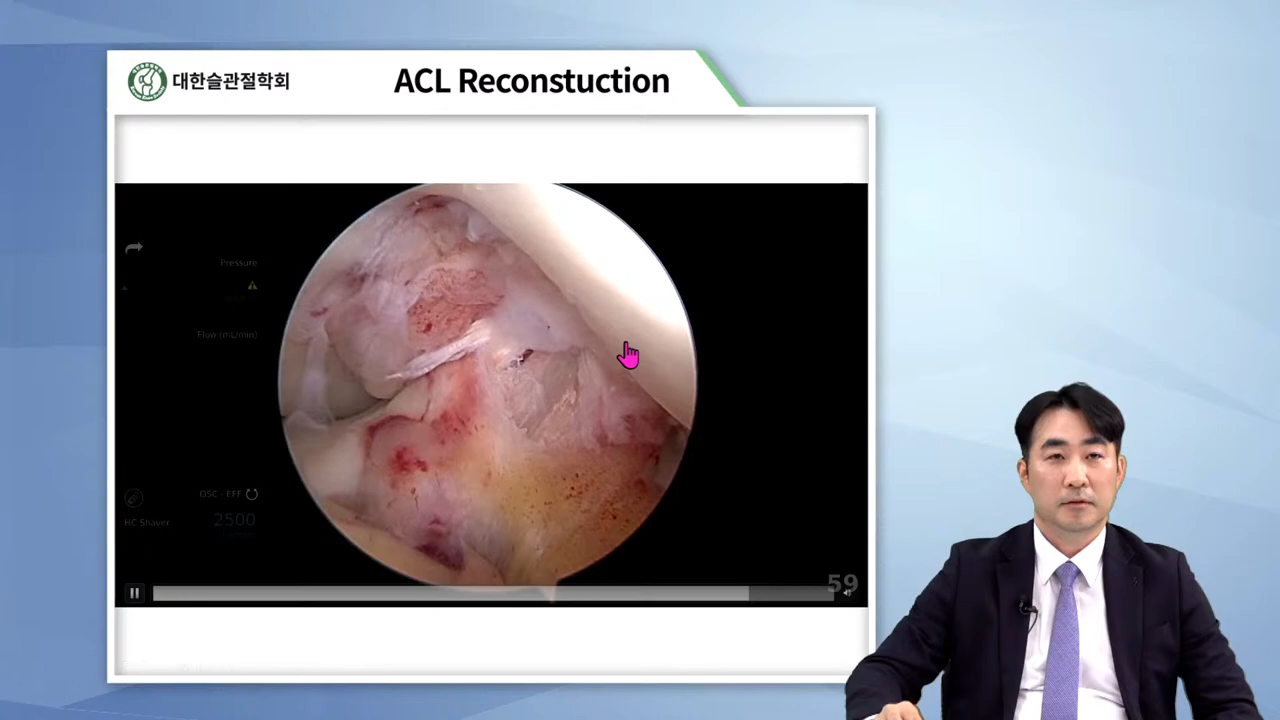 대한슬관절학회
ACL Reconstuction
Pressure
Flow (mL/min)
OSC - EFF
HC Shaver
2500
59